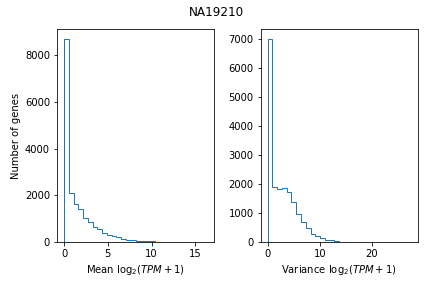 NA19210
Number of genes
8000
6000
4000
2000
0
0 5 10 15
Mean log₂(TPM + 1)
7000
6000
5000
4000
3000
2000
1000
0
0 10 20
Variance log₂(TPM + 1)